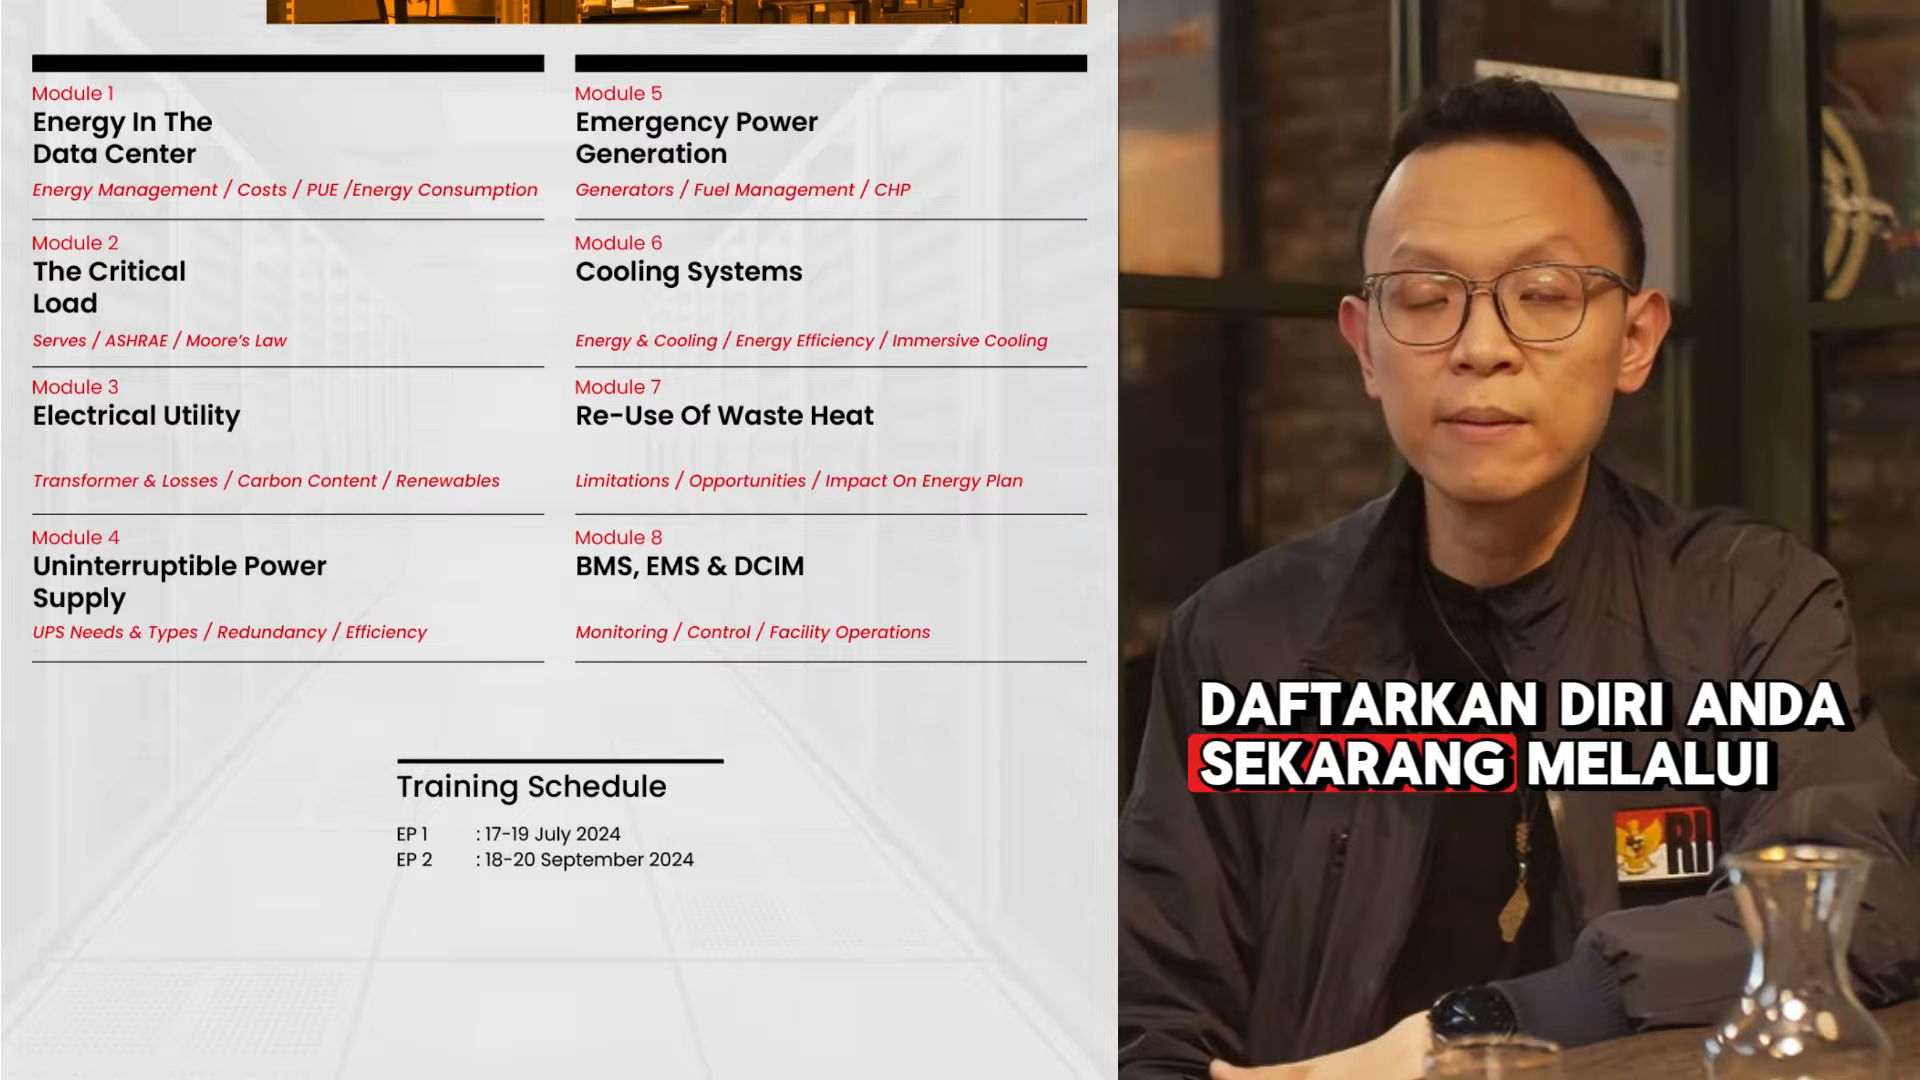 Module 1
Energy In The
Data Center
Energy Management / Costs / PUE /Energy Consumption
Module 2
The Critical
Load
Serves / ASHRAE / Moore's Law
Module 3
Electrical Utility
Transformer & Losses / Carbon Content / Renewables
Module 4
Uninterruptible Power
Supply
UPS Needs & Types / Redundancy / Efficiency
Module 5
Emergency Power
Generation
Generators / Fuel Management / CHP
Module 6
Cooling Systems
Energy & Cooling / Energy Efficiency / Immersive Cooling
Module 7
Re-Use Of Waste Heat
Limitations / Opportunities / Impact On Energy Plan
Module 8
BMS, EMS & DCIM
Monitoring / Control / Facility Operations
Training Schedule
EP 1 : 17-19 July 2024
EP 2 : 18-20 September 2024
DAFTARKAN DIRI ANDA
SEKARANG MELALUI
RI